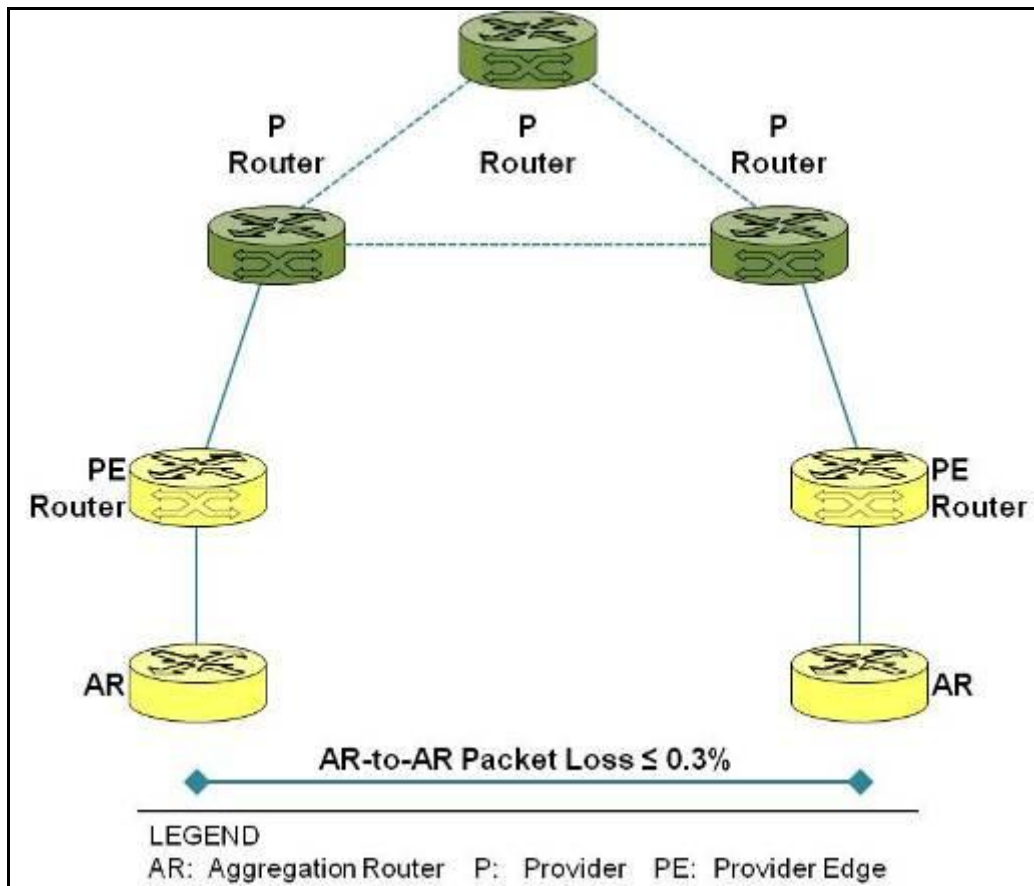 P
Router
P
Router
P
Router
PE
Router
PE
Router
AR
AR
AR-to-AR Packet Loss ≤ 0.3%
LEGEND
AR: Aggregation Router P: Provider PE: Provider Edge